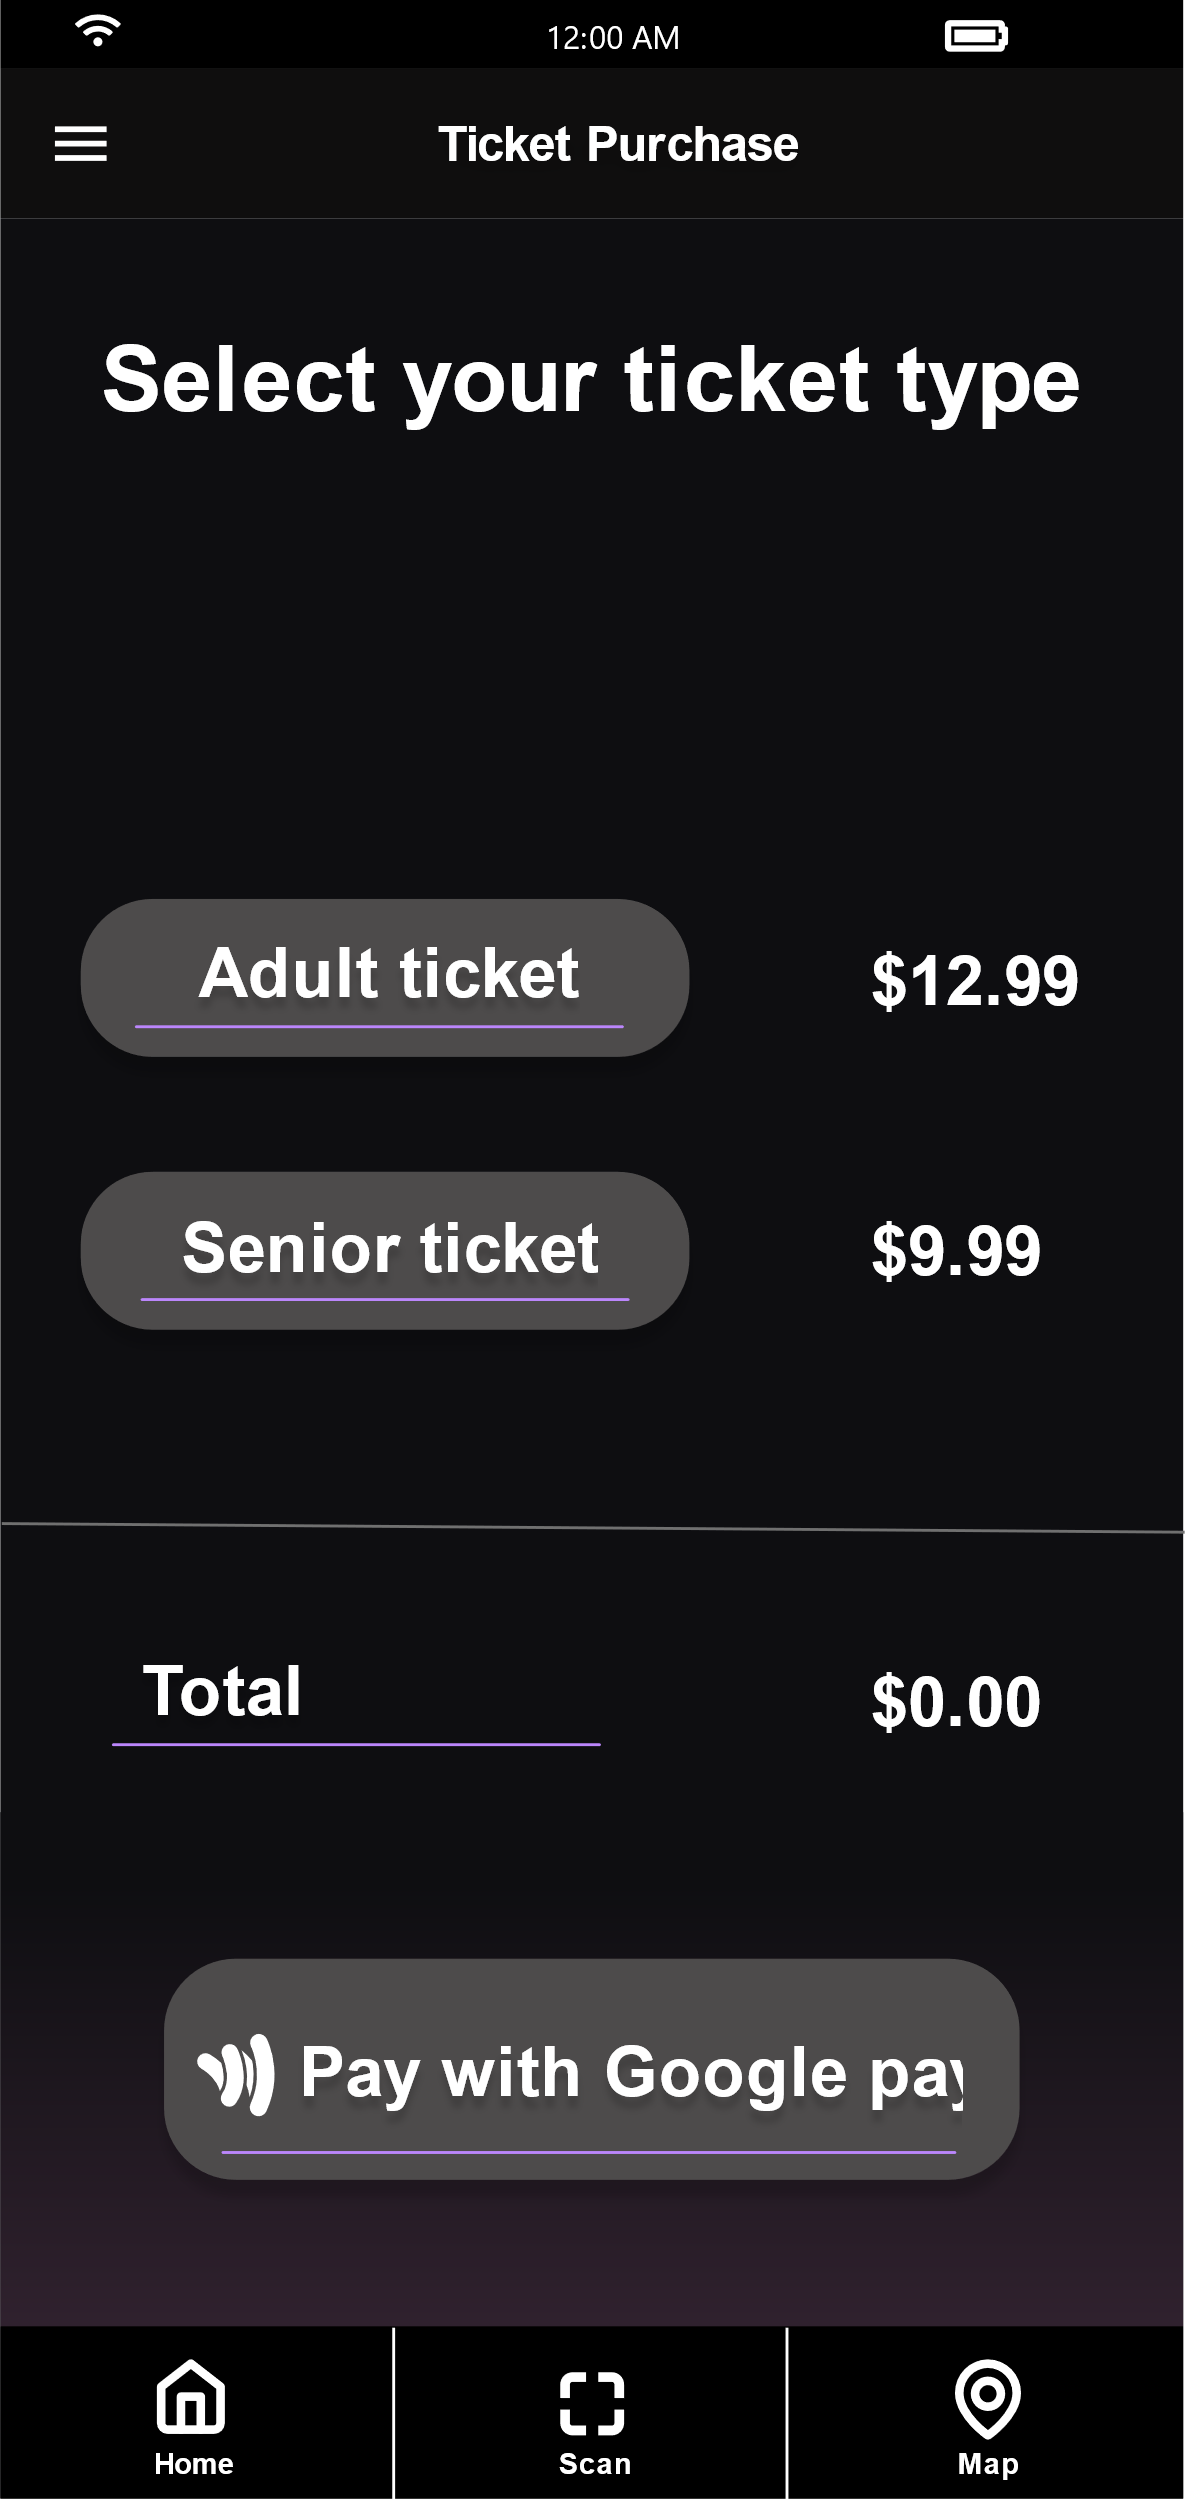 12:00 AM
Ticket Purchase
Select your ticket type
Adult ticket
$12.99
Senior ticket
$9.99
Total
$0.00
Pay with Google pay
Home
Scan
Map